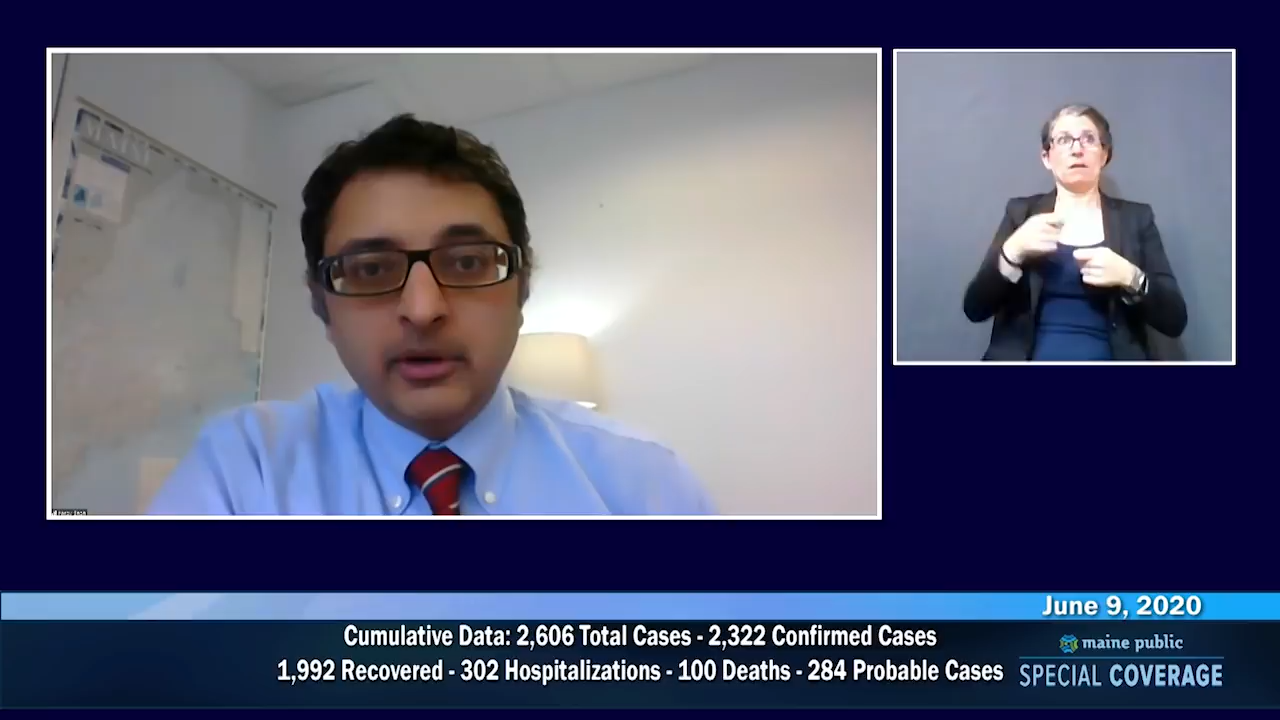 MAINE
June 9, 2020
Cumulative Data: 2,606 Total Cases - 2,322 Confirmed Cases
1,992 Recovered - 302 Hospitalizations - 100 Deaths - 284 Probable Cases
maine public
SPECIAL COVERAGE